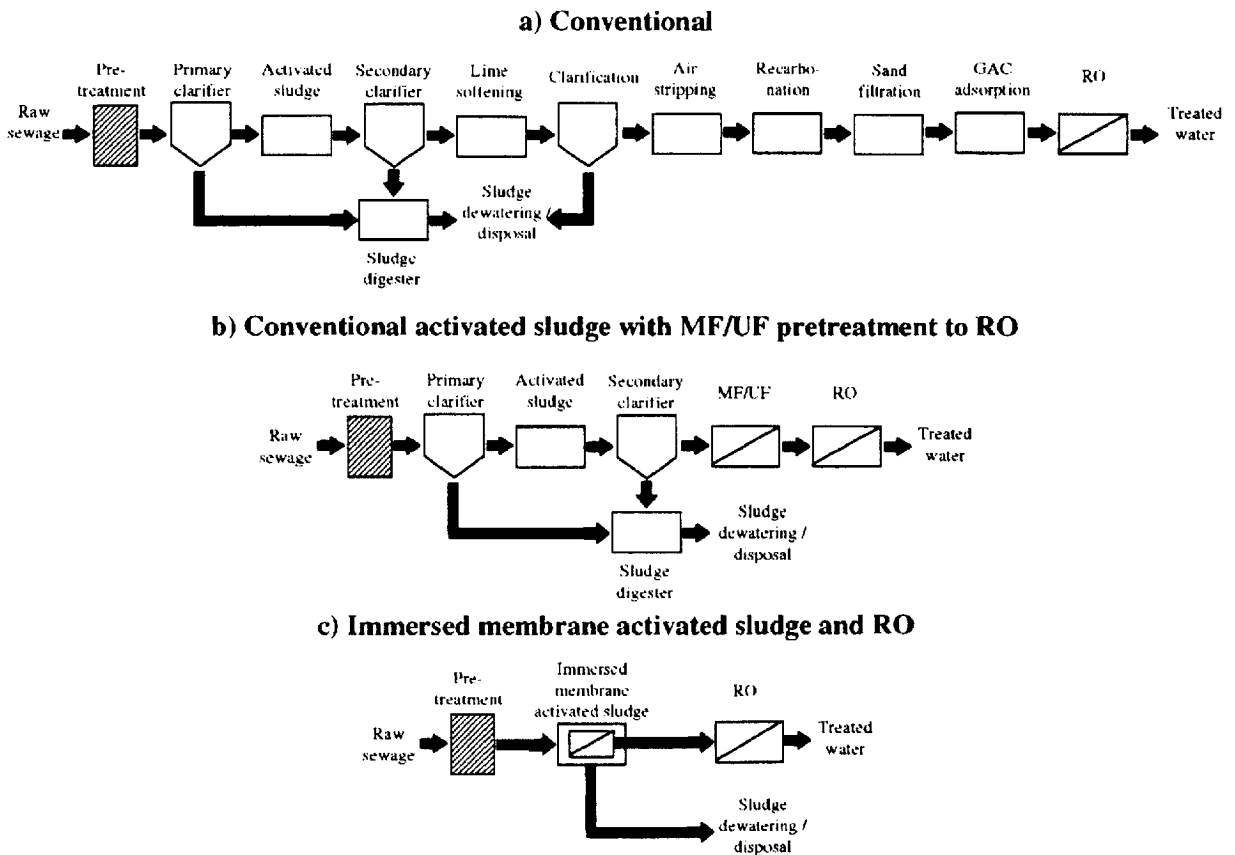 a) Conventional
Pre-
treatment
Primary
clarifier
Activated
sludge
Secondary
clarifier
Lime
softening
Clarification
Air
stripping
Recarbo-
nation
Sand
filtration
GAC
adsorption
RO
Raw
sewage
Treated
water
Sludge
dewatering /
disposal
Sludge
digester
b) Conventional activated sludge with MF/UF pretreatment to RO
Pre-
treatment
Primary
clarifier
Activated
sludge
Secondary
clarifier
MF/UF
RO
Raw
sewage
Treated
water
Sludge
dewatering /
disposal
Sludge
digester
c) Immersed membrane activated sludge and RO
Pre-
treatment
Immersed
membrane
activated sludge
RO
Raw
sewage
Treated
water
Sludge
dewatering /
disposal